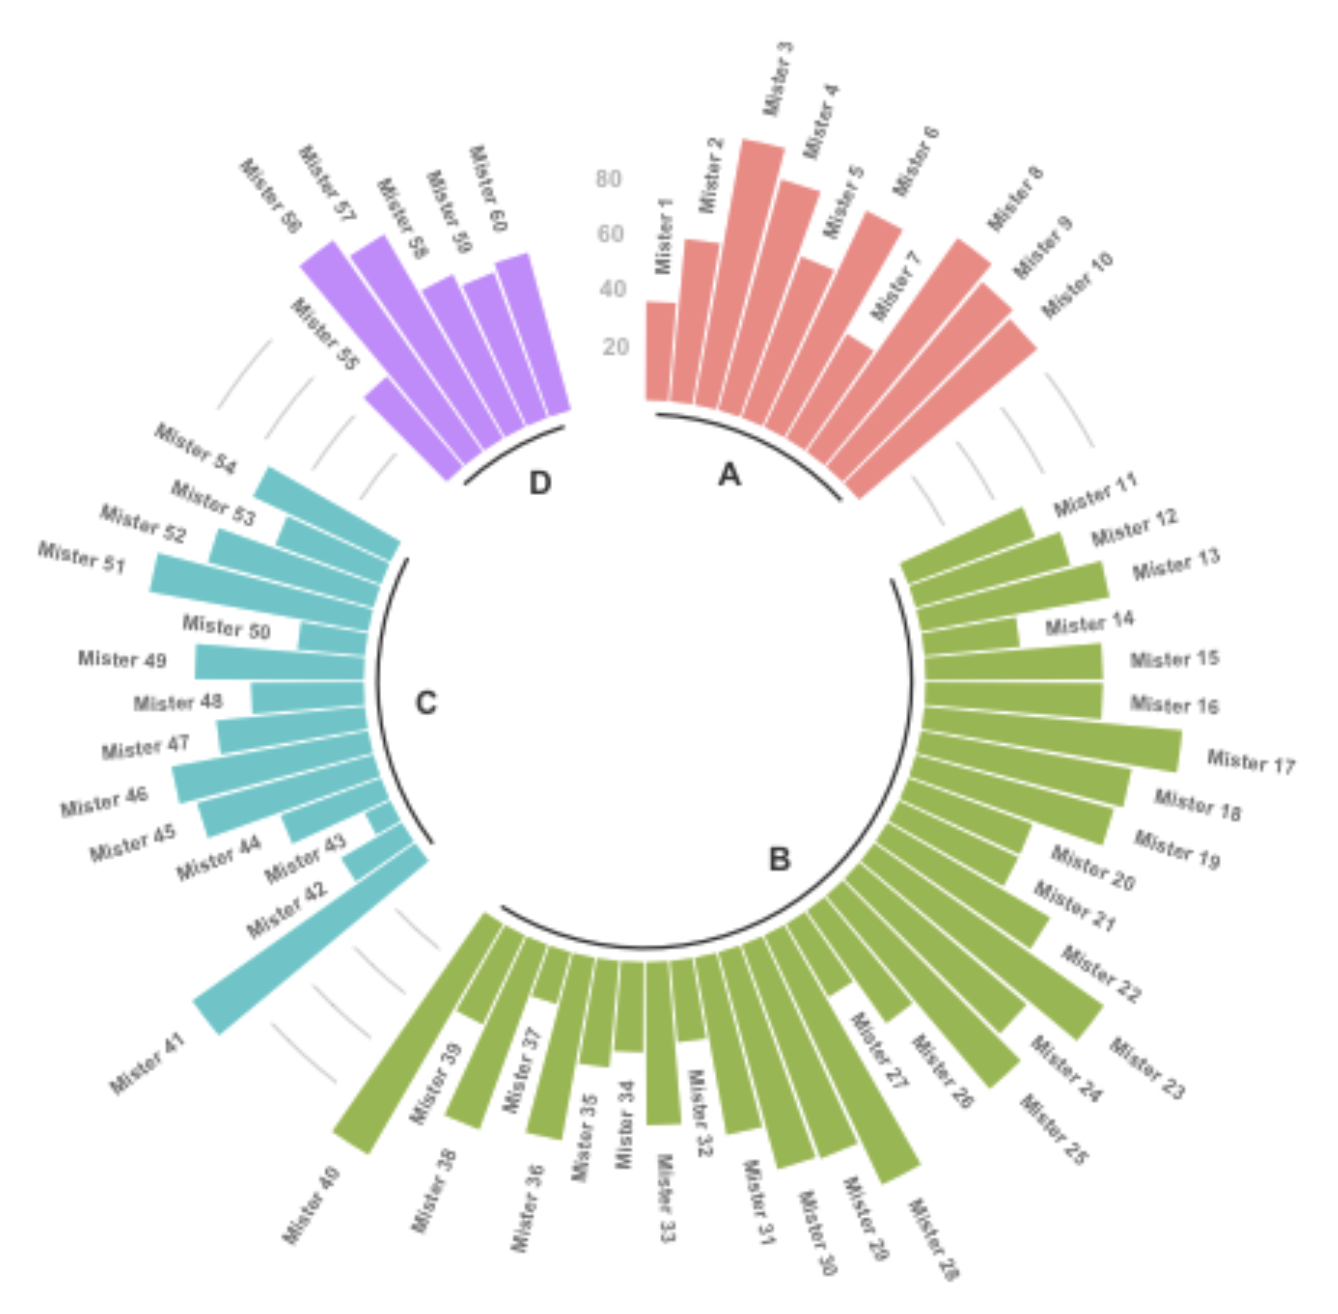 80
60
40
20
Mister 1
Mister 2
Mister 3
Mister 4
Mister 5
Mister 6
Mister 7
Mister 8
Mister 9
Mister 10
Mister 11
Mister 12
Mister 13
Mister 14
Mister 15
Mister 16
Mister 17
Mister 18
Mister 19
Mister 20
Mister 21
Mister 22
Mister 23
Mister 24
Mister 25
Mister 26
Mister 27
Mister 28
Mister 29
Mister 30
Mister 31
Mister 32
Mister 33
Mister 34
Mister 35
Mister 36
Mister 37
Mister 38
Mister 39
Mister 40
Mister 41
Mister 42
Mister 43
Mister 44
Mister 45
Mister 46
Mister 47
Mister 48
Mister 49
Mister 50
Mister 51
Mister 52
Mister 53
Mister 54
Mister 55
Mister 56
Mister 57
Mister 58
Mister 59
Mister 60
A
B
C
D